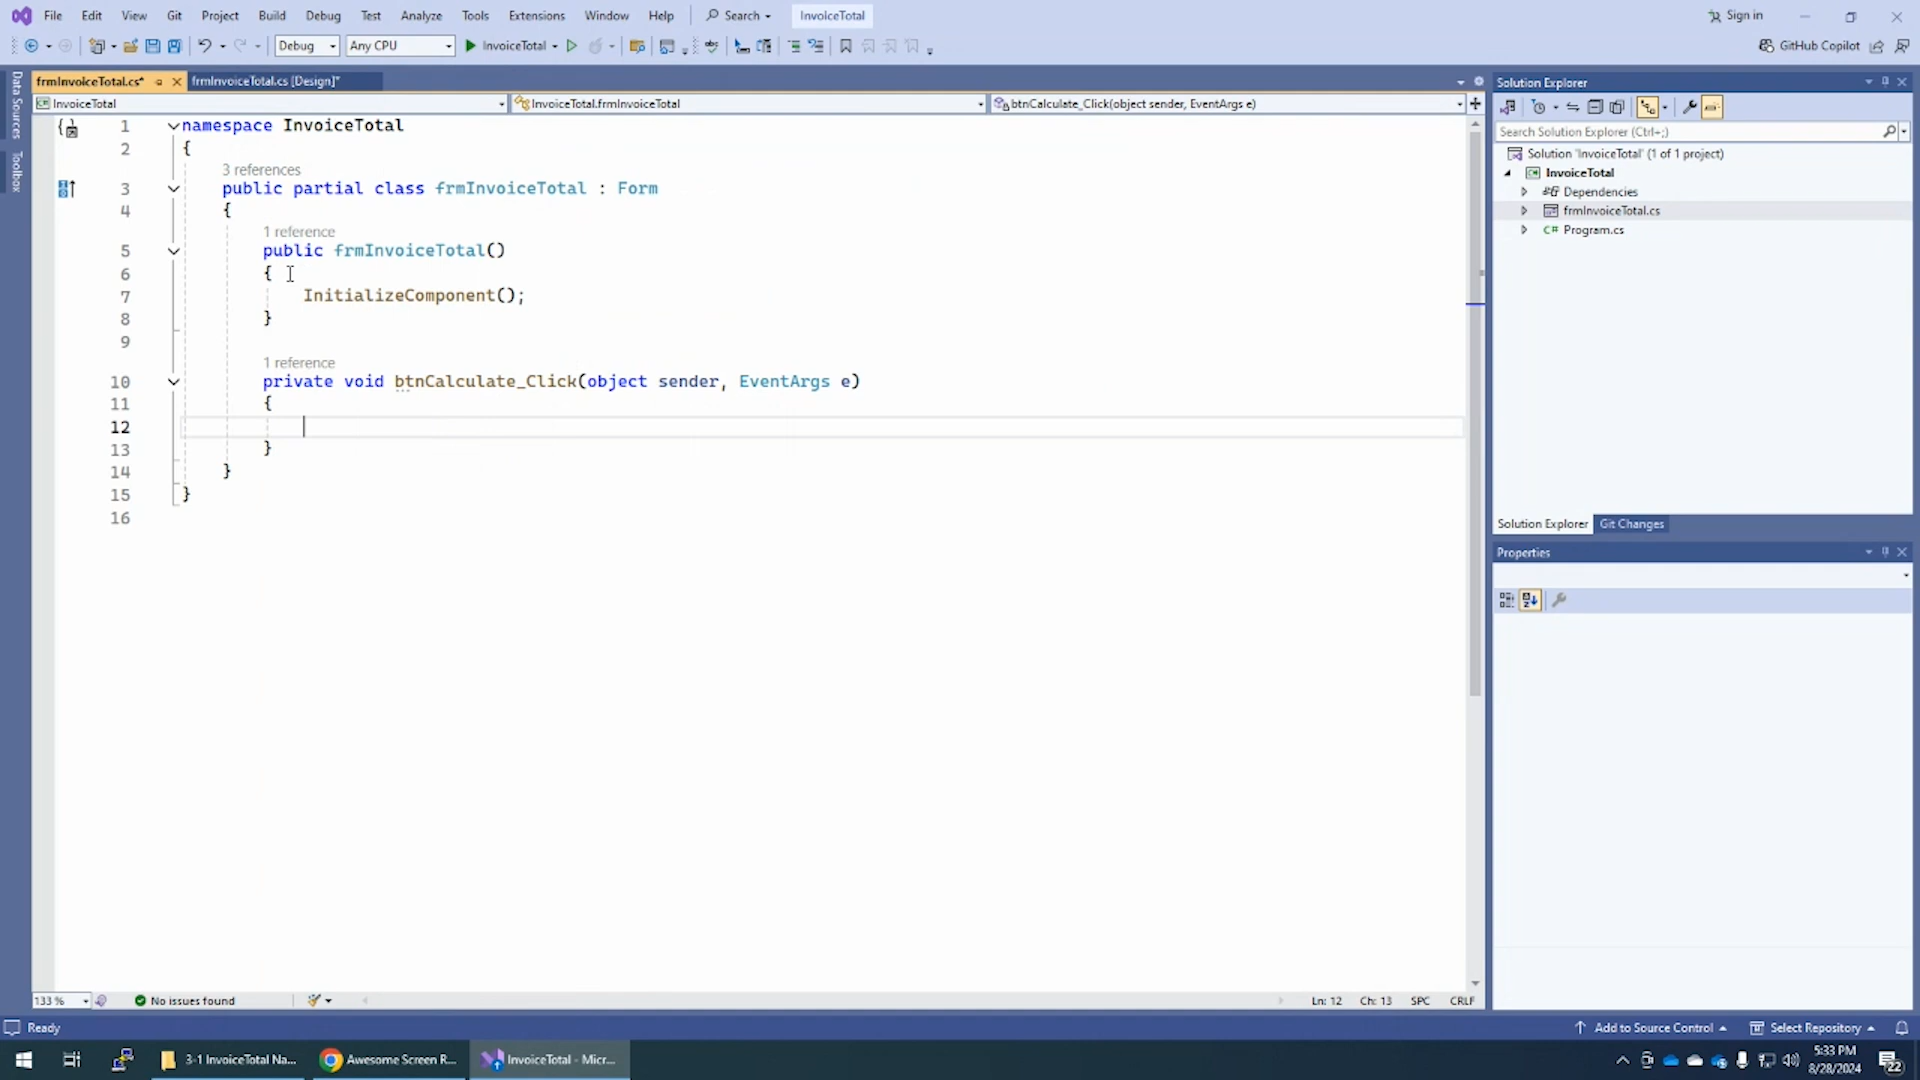 File Edit View Git Project Build Debug Test Analyze Tools Extensions Window Help Search InvoiceTotal Sign in
Debug Any CPU InvoiceTotal GitHub Copilot
frmInvoiceTotal.cs* frmInvoiceTotal.cs [Design]*
InvoiceTotal InvoiceTotal.frmInvoiceTotal btnCalculate_Click(object sender, EventArgs e)
Data Sources
Toolbox
1 namespace InvoiceTotal
2 {
3 references
3 public partial class frmInvoiceTotal : Form
4 {
1 reference
5 public frmInvoiceTotal()
6 {
7 InitializeComponent();
8 }
9
1 reference
10 private void btnCalculate_Click(object sender, EventArgs e)
11 {
12
13 }
14 }
15 }
16
133 % No issues found Ln: 12 Ch: 13 SPC CRLF
Solution Explorer
Search Solution Explorer (Ctrl+;)
Solution 'InvoiceTotal' (1 of 1 project)
InvoiceTotal
Dependencies
frmInvoiceTotal.cs
C# Program.cs
Solution Explorer Git Changes
Properties
Ready Add to Source Control Select Repository
3-1 InvoiceTotal Na... Awesome Screen R... InvoiceTotal - Micr... 5:33 PM
8/28/2024 22